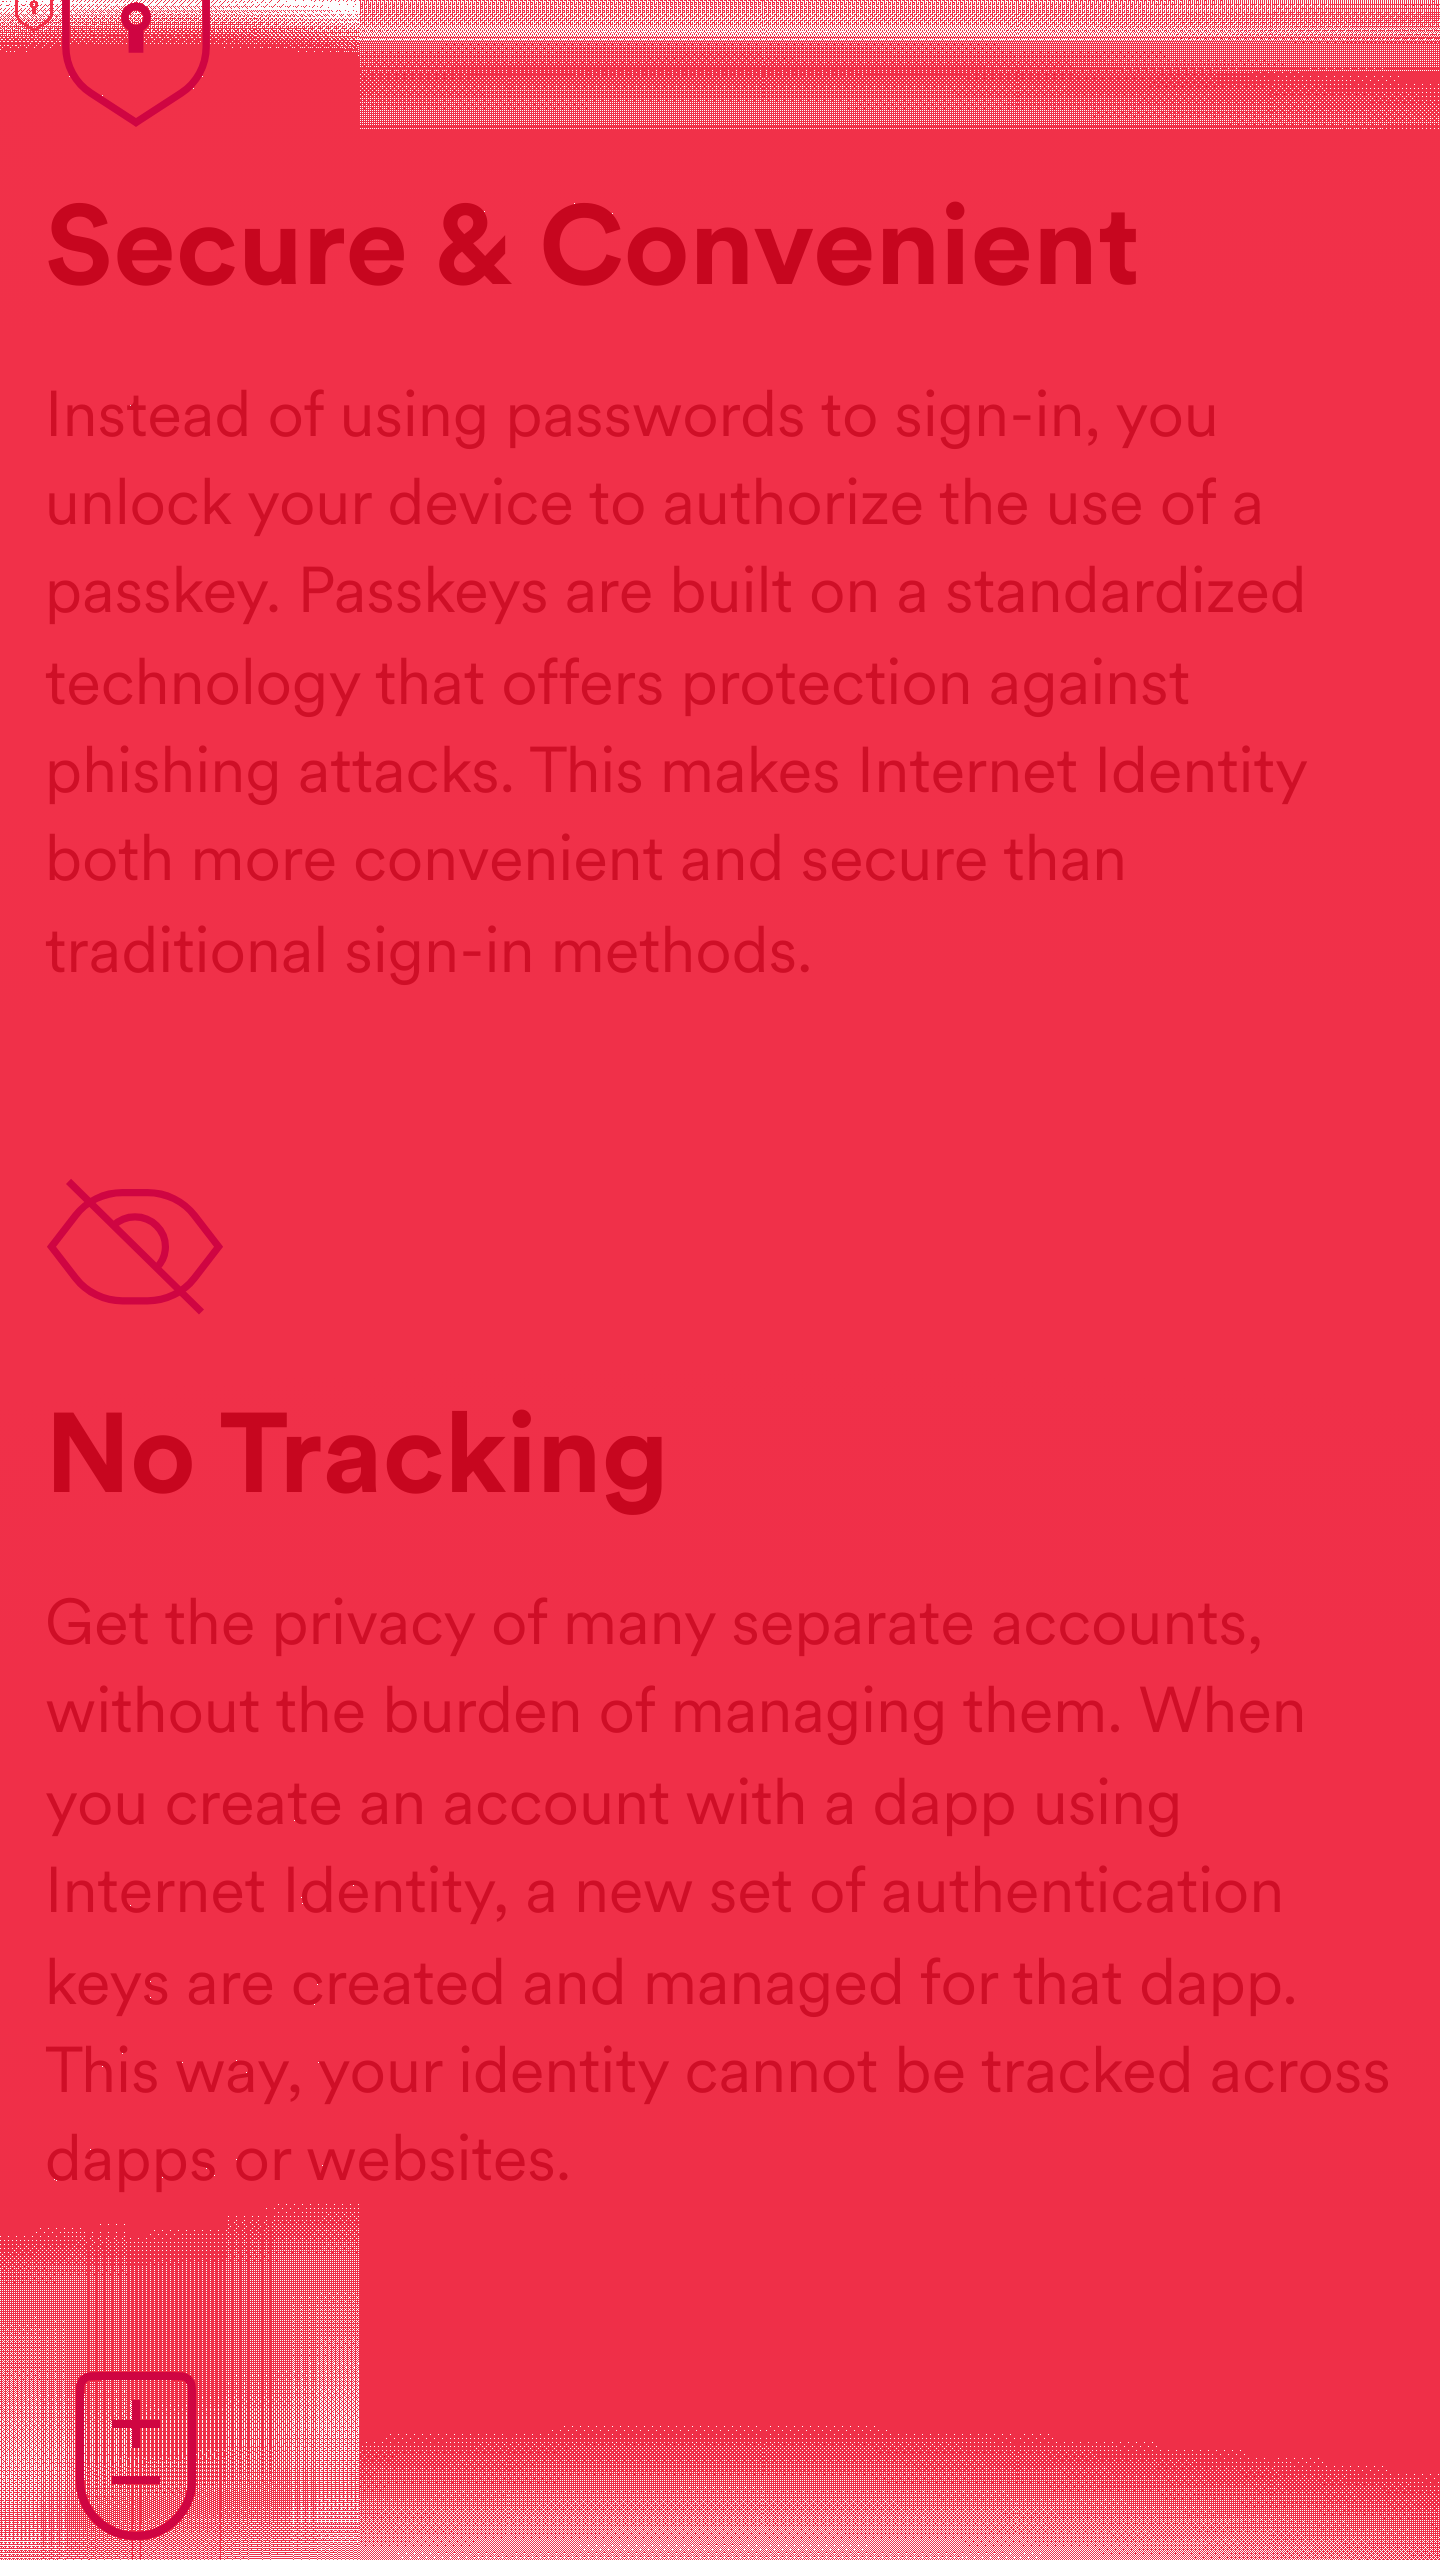 Secure & Convenient
Instead of using passwords to sign-in, you
unlock your device to authorize the use of a
passkey. Passkeys are built on a standardized
technology that offers protection against
phishing attacks. This makes Internet Identity
both more convenient and secure than
traditional sign-in methods.
No Tracking
Get the privacy of many separate accounts,
without the burden of managing them. When
you create an account with a dapp using
Internet Identity, a new set of authentication
keys are created and managed for that dapp.
This way, your identity cannot be tracked across
dapps or websites.